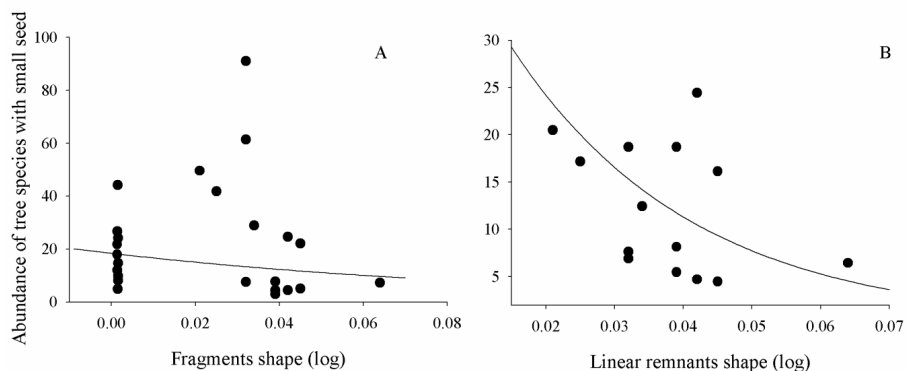 Abundance of tree species with small seed
100
80
60
40
20
0
A
0.00 0.02 0.04 0.06 0.08
Fragments shape (log)
30
25
20
15
10
5
B
0.02 0.03 0.04 0.05 0.06 0.07
Linear remnants shape (log)